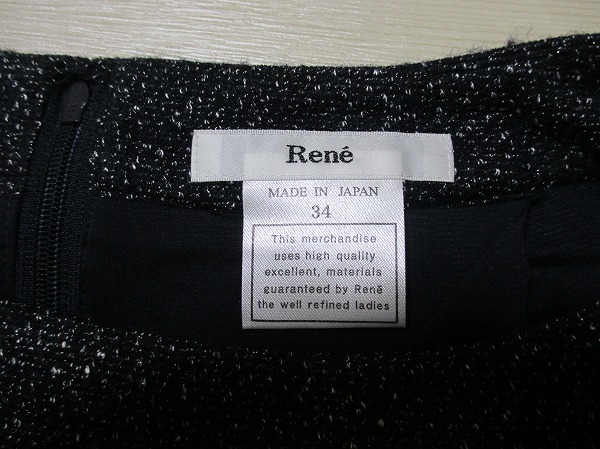 René
MADE IN JAPAN
34
This merchandise
uses high quality
excellent, materials
guaranteed by René
the well refined ladies